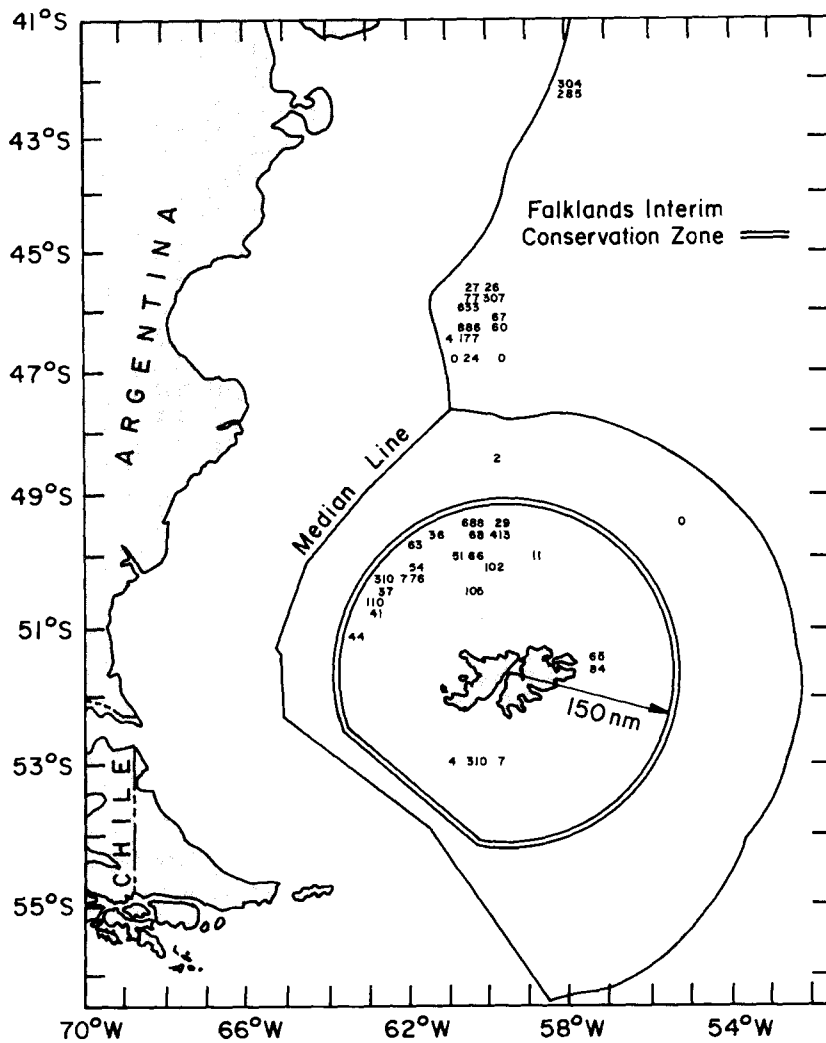 41°S
304
285
43°S
Falklands Interim
Conservation Zone
ARGENTINA
45°S
27 26
77 307
633
67
886 60
4 177
0 24 0
47°S
Median Line
2
49°S
0
688 29
36 68 413
63
51 66 11
54 102
310 776
37 105
110
41
51°S
44
65
84
150 nm
53°S
4 310 7
CHILE
55°S
70°W 66°W 62°W 58°W 54°W